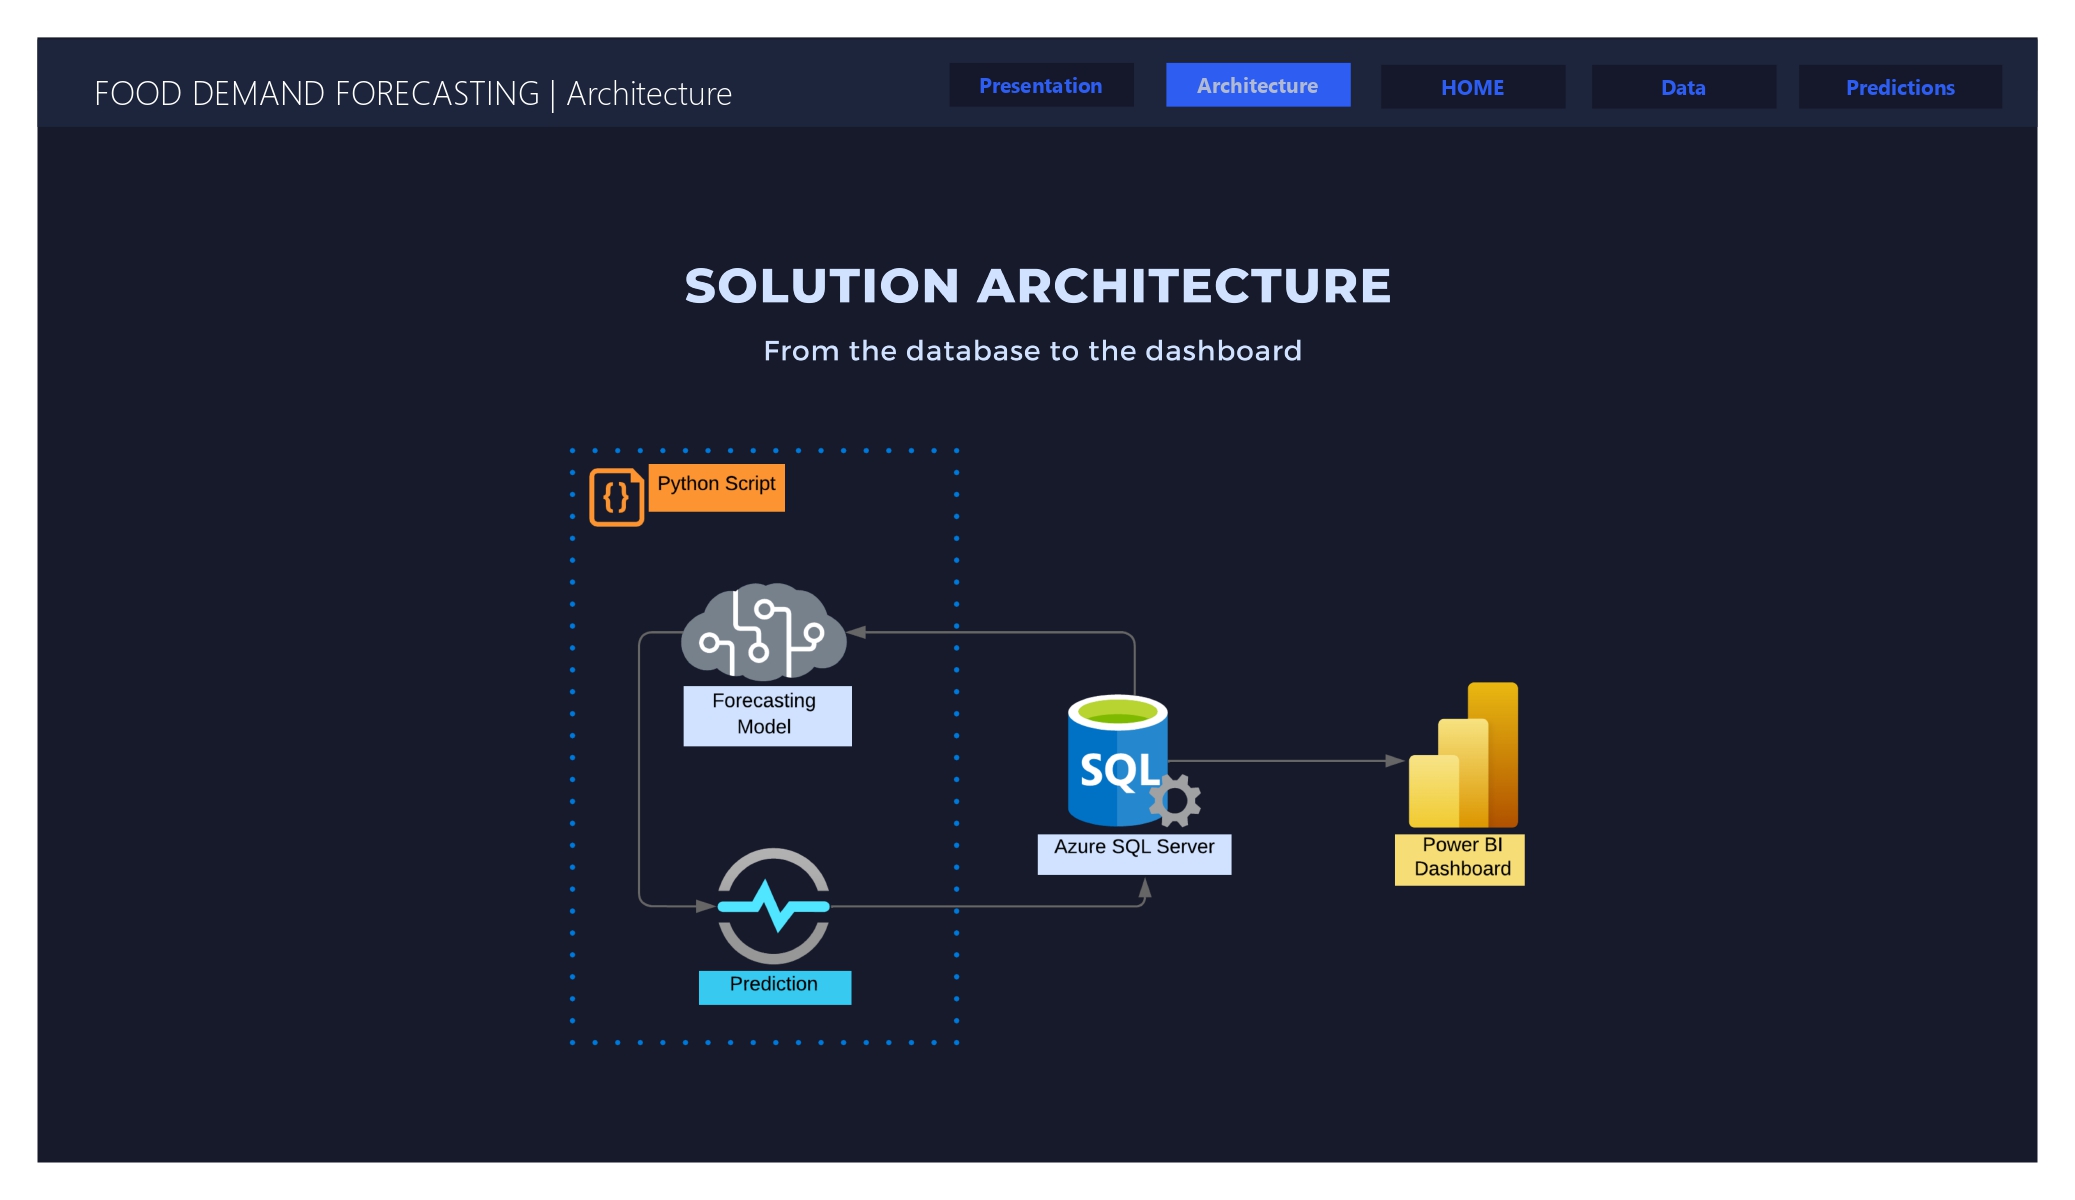 FOOD DEMAND FORECASTING | Architecture
Presentation
Architecture
HOME
Data
Predictions
SOLUTION ARCHITECTURE
From the database to the dashboard
{}
Python Script
Forecasting
Model
SQL
Azure SQL Server
Power BI
Dashboard
Prediction